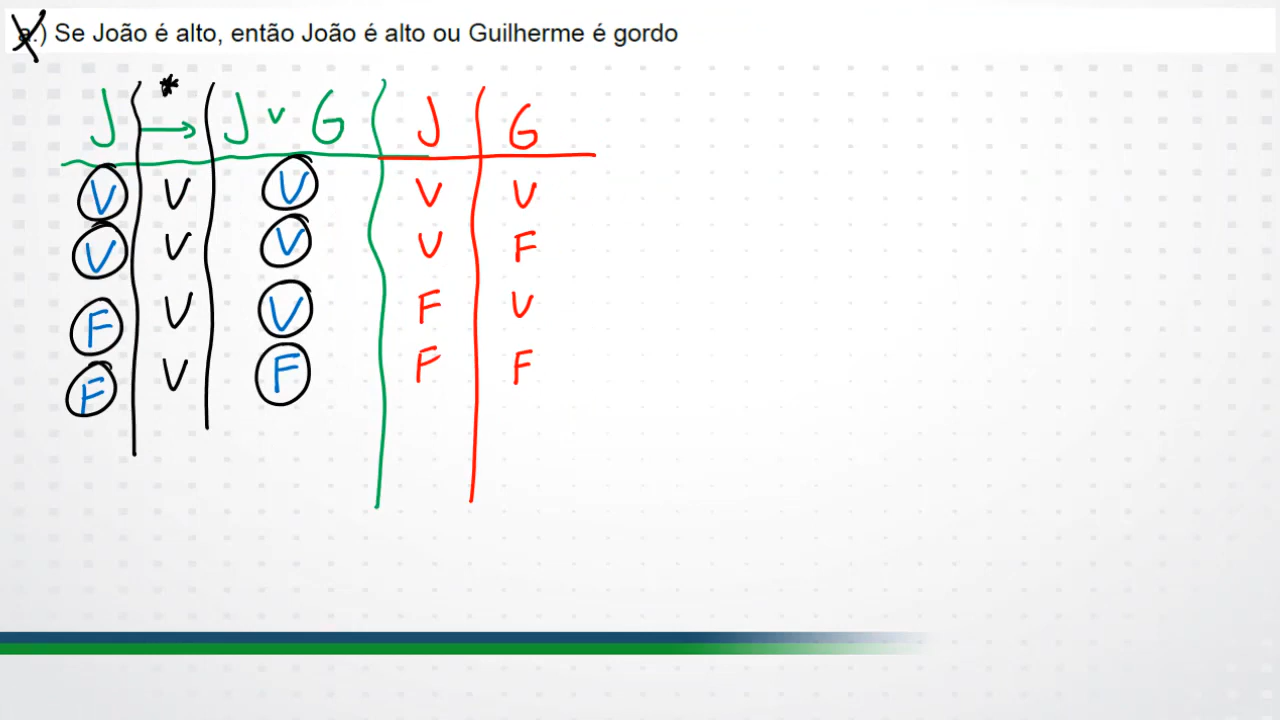 a.) Se João é alto, então João é alto ou Guilherme é gordo
*
J → J v G J G
V V V V V
V V V V F
F V V F V
F V F F F